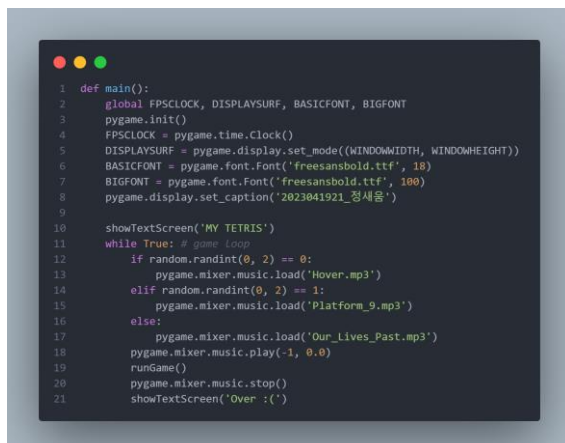 1 def main():
2 global FPSCLOCK, DISPLAYSURF, BASICFONT, BIGFONT
3 pygame.init()
4 FPSCLOCK = pygame.time.Clock()
5 DISPLAYSURF = pygame.display.set_mode((WINDOWWIDTH, WINDOWHEIGHT))
6 BASICFONT = pygame.font.Font('freesansbold.ttf', 18)
7 BIGFONT = pygame.font.Font('freesansbold.ttf', 100)
8 pygame.display.set_caption('2023041921_정새움')
9
10 showTextScreen('MY TETRIS')
11 while True: # game loop
12 if random.randint(0, 2) == 0:
13 pygame.mixer.music.load('Hover.mp3')
14 elif random.randint(0, 2) == 1:
15 pygame.mixer.music.load('Platform_9.mp3')
16 else:
17 pygame.mixer.music.load('Our_Lives_Past.mp3')
18 pygame.mixer.music.play(-1, 0.0)
19 runGame()
20 pygame.mixer.music.stop()
21 showTextScreen('Over :(')